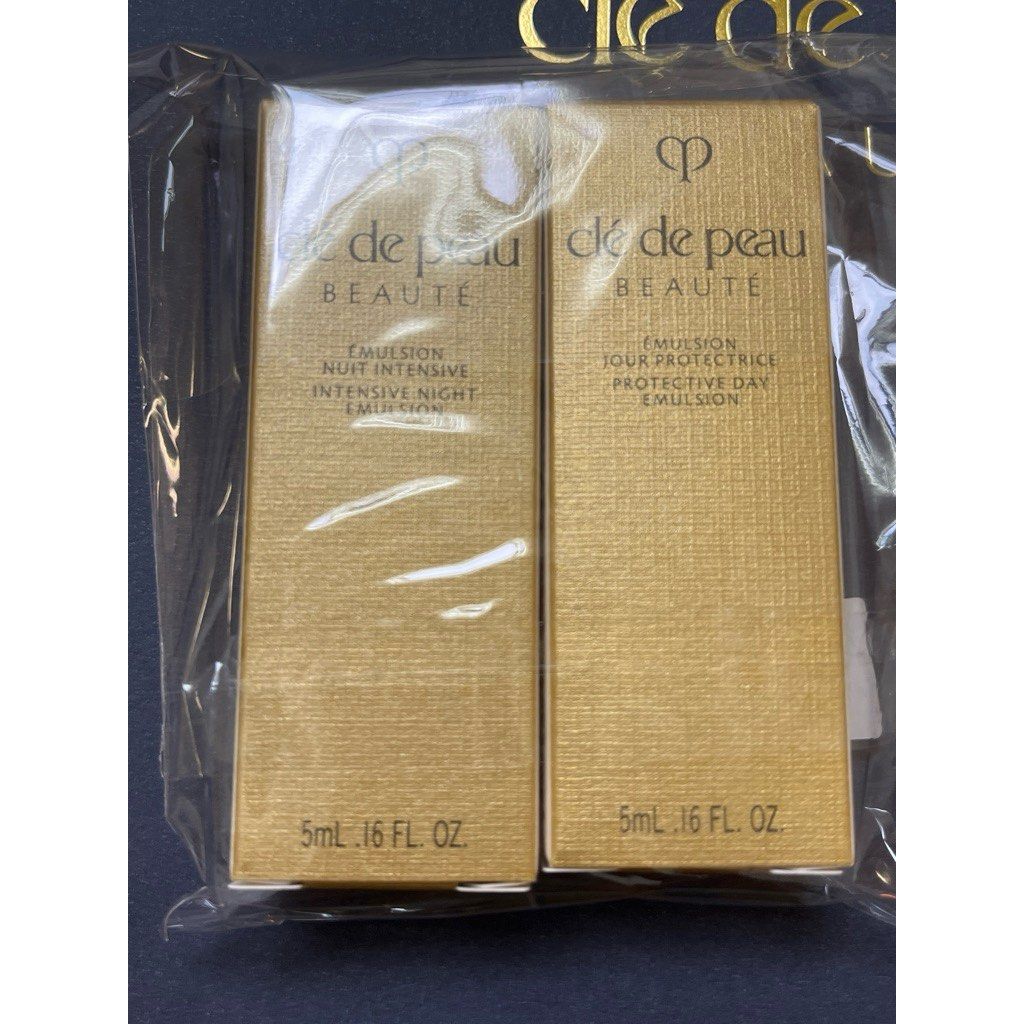 clé de
clé de peau
BEAUTÉ
ÉMULSION
NUIT INTENSIVE
INTENSIVE NIGHT
EMULSION
5mL .16 FL. OZ.
clé de peau
BEAUTÉ
ÉMULSION
JOUR PROTECTRICE
PROTECTIVE DAY
EMULSION
5mL .16 FL. OZ.